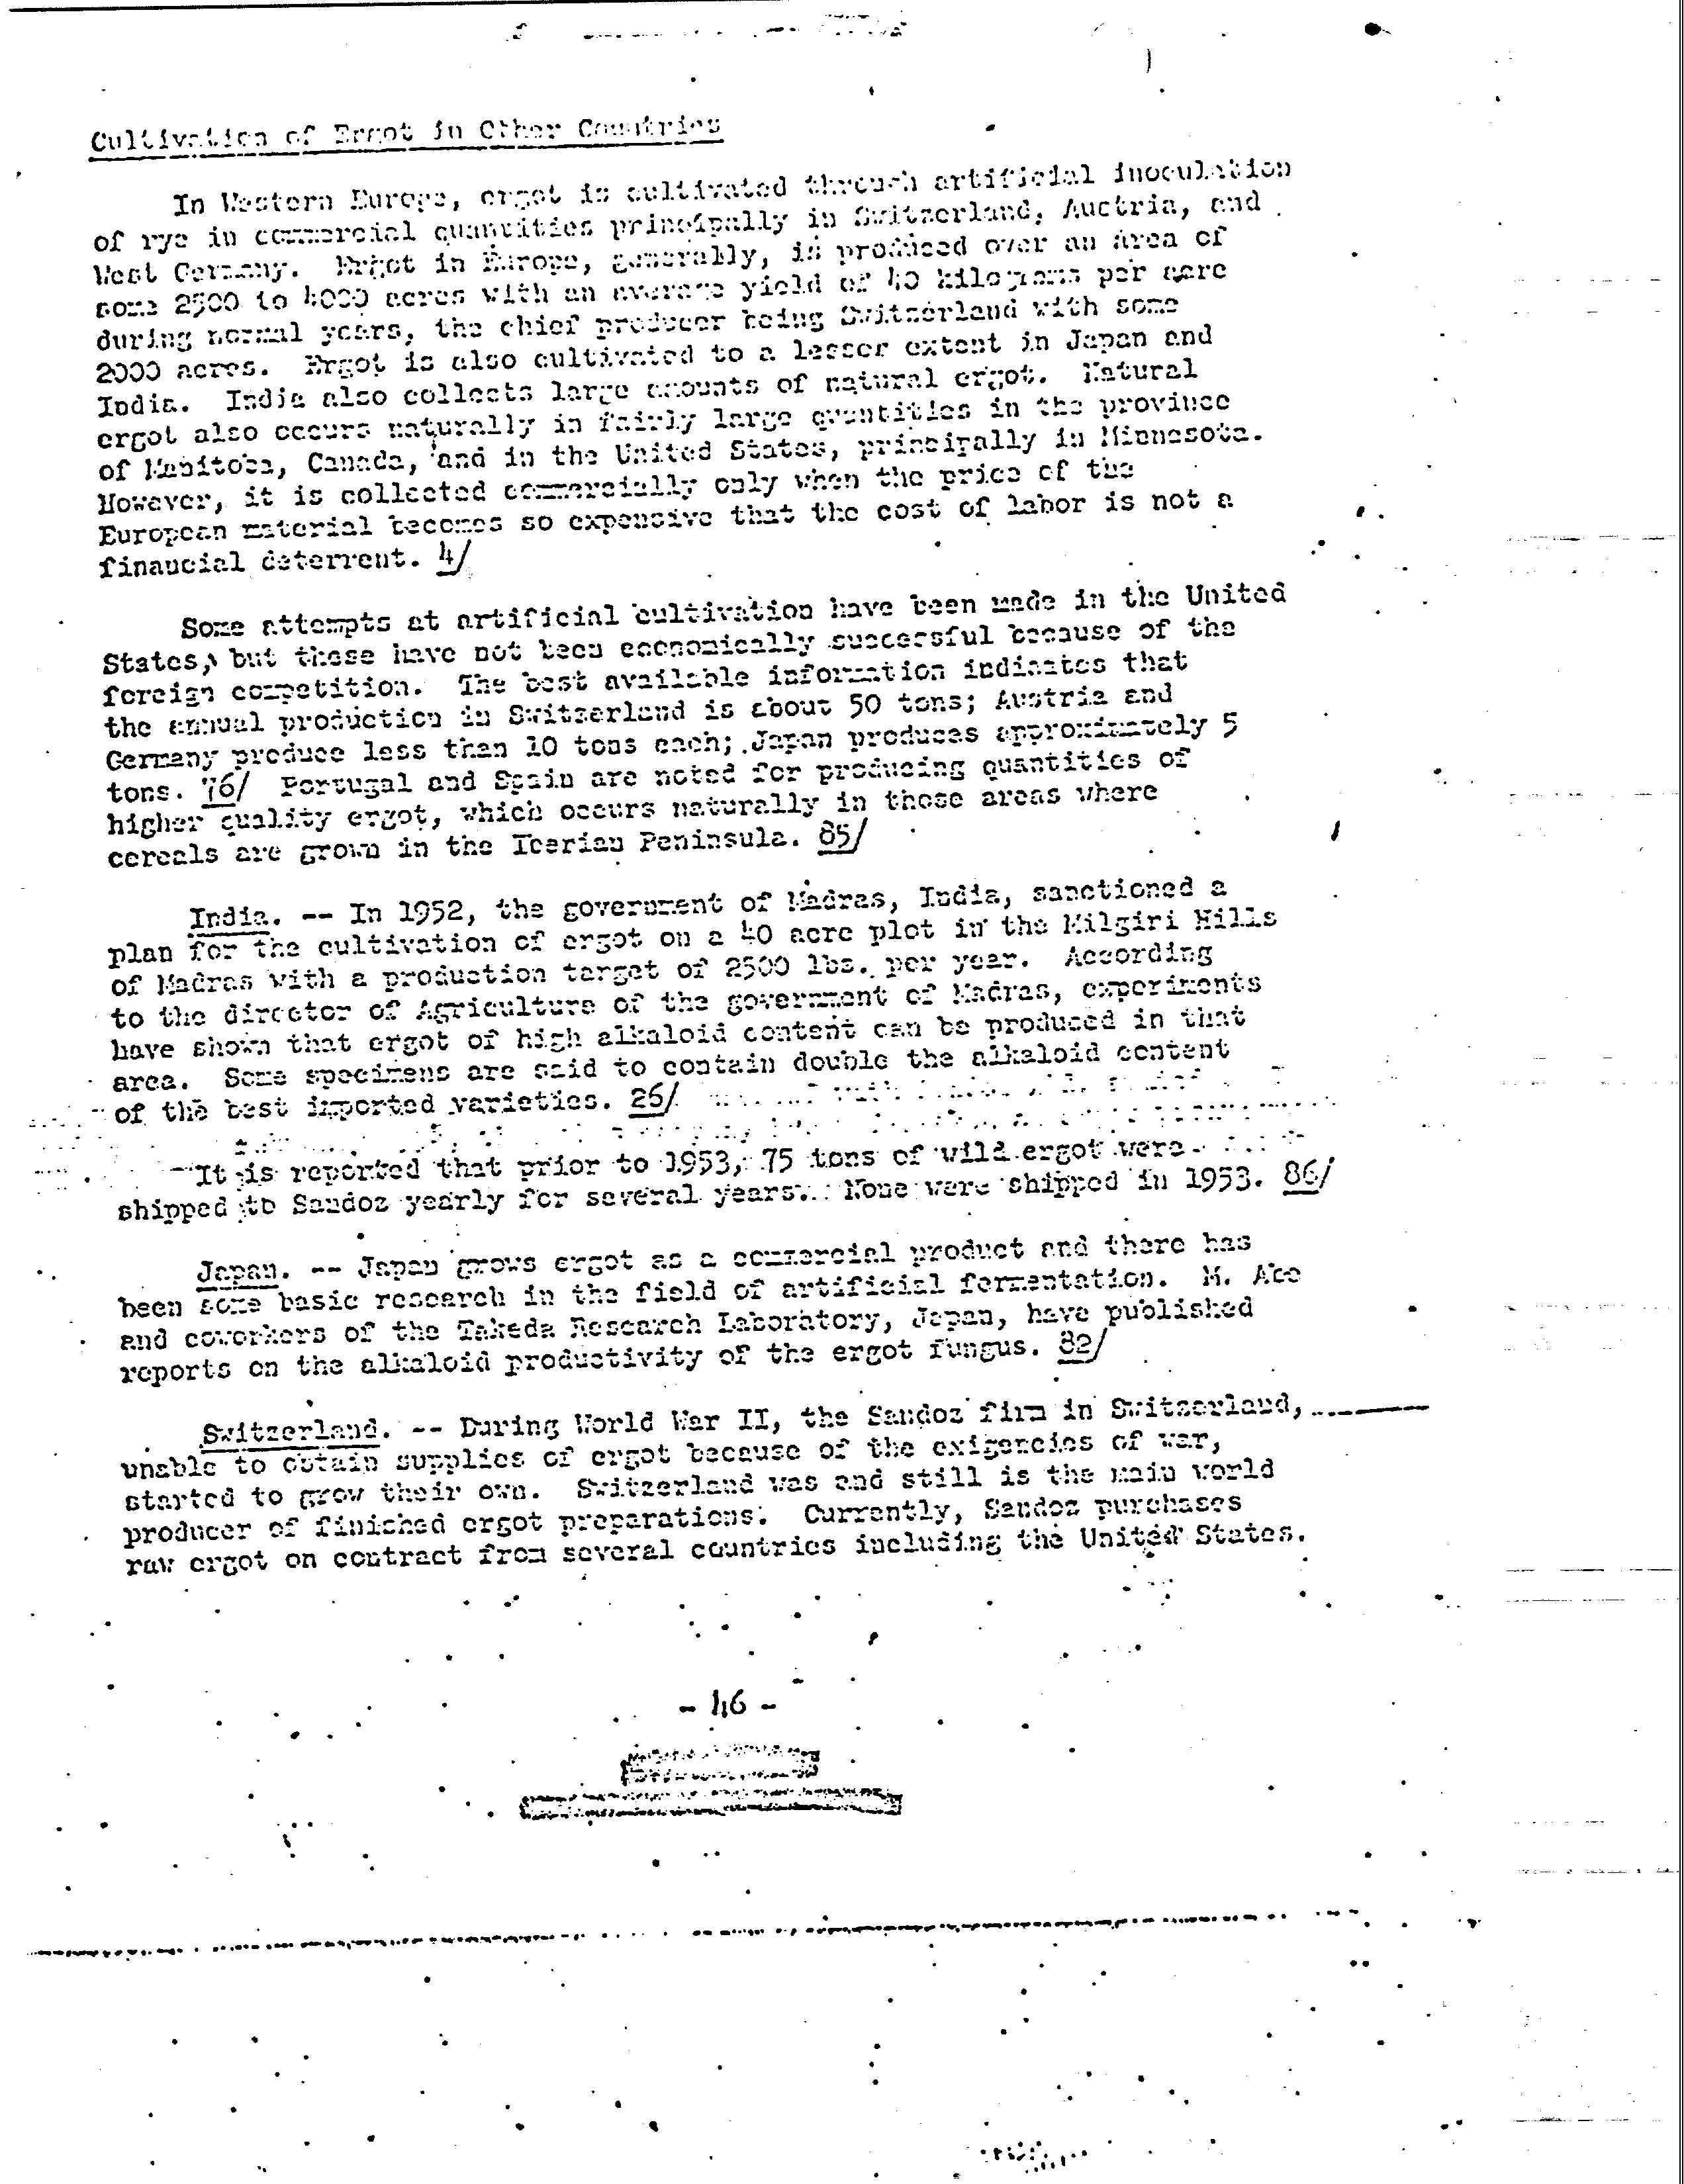 Cultivation of Ergot in Other Countries
In Western Europe, ergot is cultivated through artificial inoculation
of rye in commercial quantities principally in Switzerland, Austria, and
West Germany. Ergot in Europe, generally, is produced over an area of
some 2500 to 4000 acres with an average yield of 40 kilograms per acre
during normal years, the chief producer being Switzerland with some
2000 acres. Ergot is also cultivated to a lesser extent in Japan and
India. India also collects large amounts of natural ergot. Natural
ergot also occurs naturally in fairly large quantities in the province
of Manitoba, Canada, and in the United States, principally in Minnesota.
However, it is collected commercially only when the price of the
European material becomes so expensive that the cost of labor is not a
financial deterrent. 4/
Some attempts at artificial cultivation have been made in the United
States, but these have not been economically successful because of the
foreign competition. The best available information indicates that
the annual production in Switzerland is about 50 tons; Austria and
Germany produce less than 10 tons each; Japan produces approximately 5
tons. 76/ Portugal and Spain are noted for producing quantities of
higher quality ergot, which occurs naturally in those areas where
cereals are grown in the Iberian Peninsula. 85/
India. -- In 1952, the government of Madras, India, sanctioned a
plan for the cultivation of ergot on a 40 acre plot in the Nilgiri Hills
of Madras with a production target of 2500 lbs. per year. According
to the director of Agriculture of the government of Madras, experiments
have shown that ergot of high alkaloid content can be produced in that
area. Some specimens are said to contain double the alkaloid content
of the best imported varieties. 26/
It is reported that prior to 1953, 75 tons of wild ergot were
shipped to Sandoz yearly for several years. None were shipped in 1953. 86/
Japan. -- Japan grows ergot as a commercial product and there has
been some basic research in the field of artificial fermentation. M. Abe
and coworkers of the Takeda Research Laboratory, Japan, have published
reports on the alkaloid productivity of the ergot fungus. 82/
Switzerland. -- During World War II, the Sandoz firm in Switzerland,
unable to obtain supplies of ergot because of the exigencies of war,
started to grow their own. Switzerland was and still is the main world
producer of finished ergot preparations. Currently, Sandoz purchases
raw ergot on contract from several countries including the United States.
- 46 -